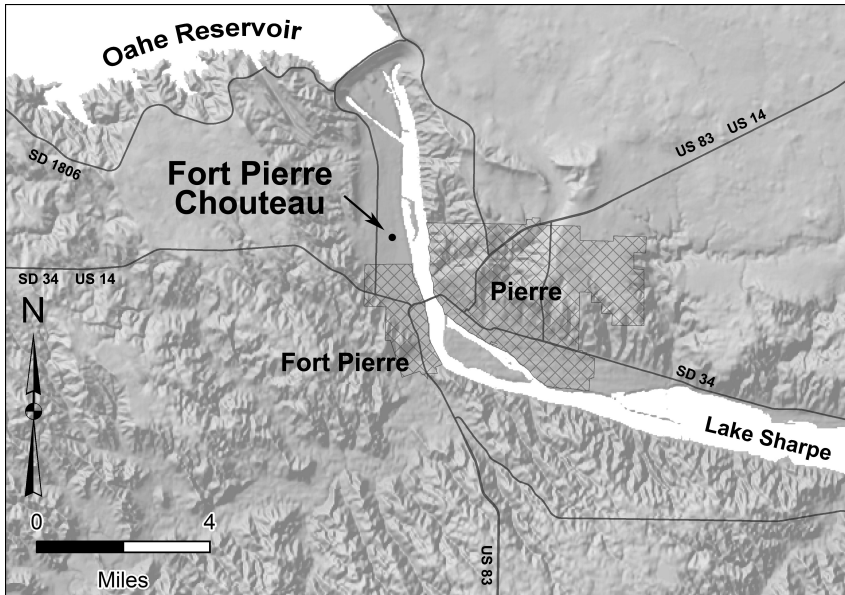 Oahe Reservoir
US 83 US 14
SD 1806
Fort Pierre
Chouteau
SD 34 US 14
N
Pierre
Fort Pierre
SD 34
Lake Sharpe
0 4
Miles
US 83